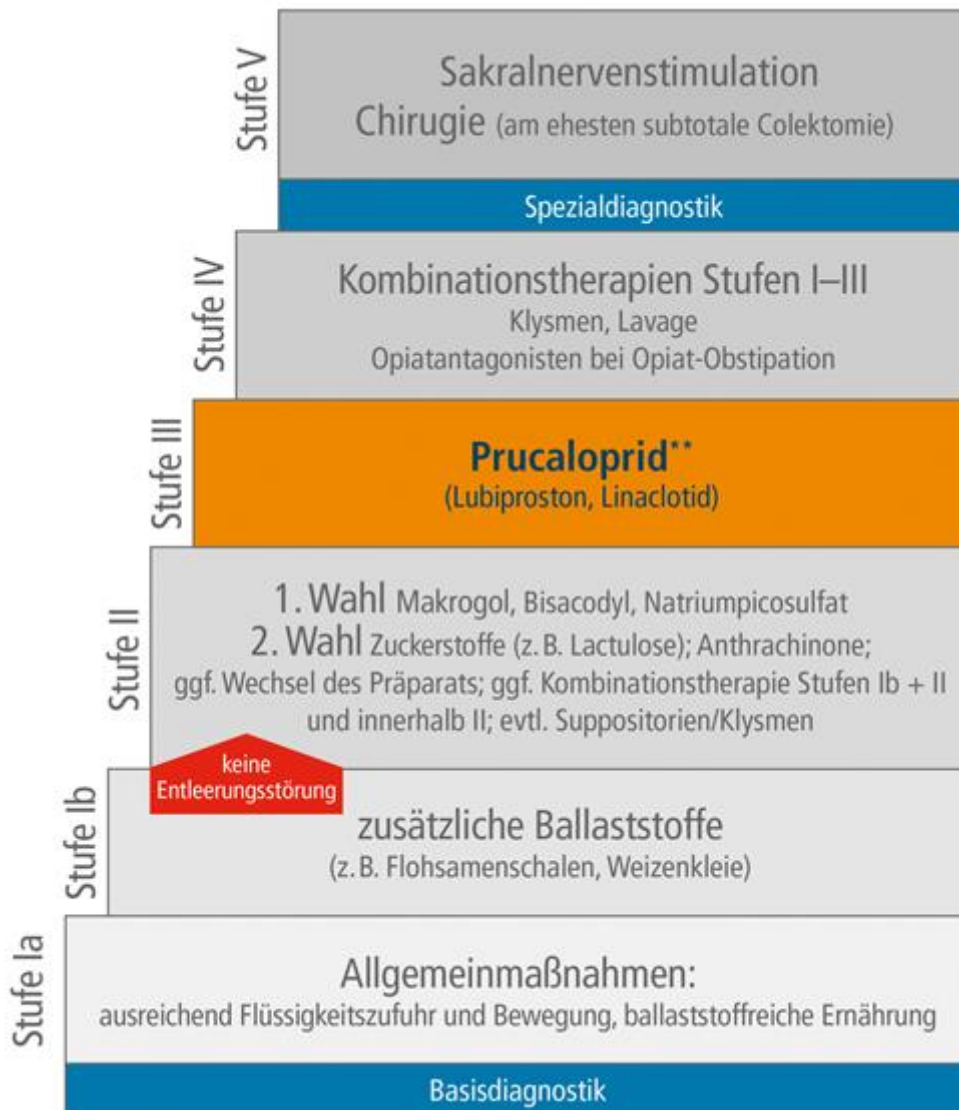 Stufe V
Sakralnervenstimulation
Chirugie (am ehesten subtotale Colektomie)
Spezialdiagnostik
Stufe IV
Kombinationstherapien Stufen I–III
Klysmen, Lavage
Opiatantagonisten bei Opiat-Obstipation
Stufe III
Prucaloprid**
(Lubiproston, Linaclotid)
Stufe II
1. Wahl Makrogol, Bisacodyl, Natriumpicosulfat
2. Wahl Zuckerstoffe (z. B. Lactulose); Anthrachinone;
ggf. Wechsel des Präparats; ggf. Kombinationstherapie Stufen Ib + II
und innerhalb II; evtl. Suppositorien/Klysmen
keine
Entleerungsstörung
Stufe Ib
zusätzliche Ballaststoffe
(z. B. Flohsamenschalen, Weizenkleie)
Stufe Ia
Allgemeinmaßnahmen:
ausreichend Flüssigkeitszufuhr und Bewegung, ballaststoffreiche Ernährung
Basisdiagnostik